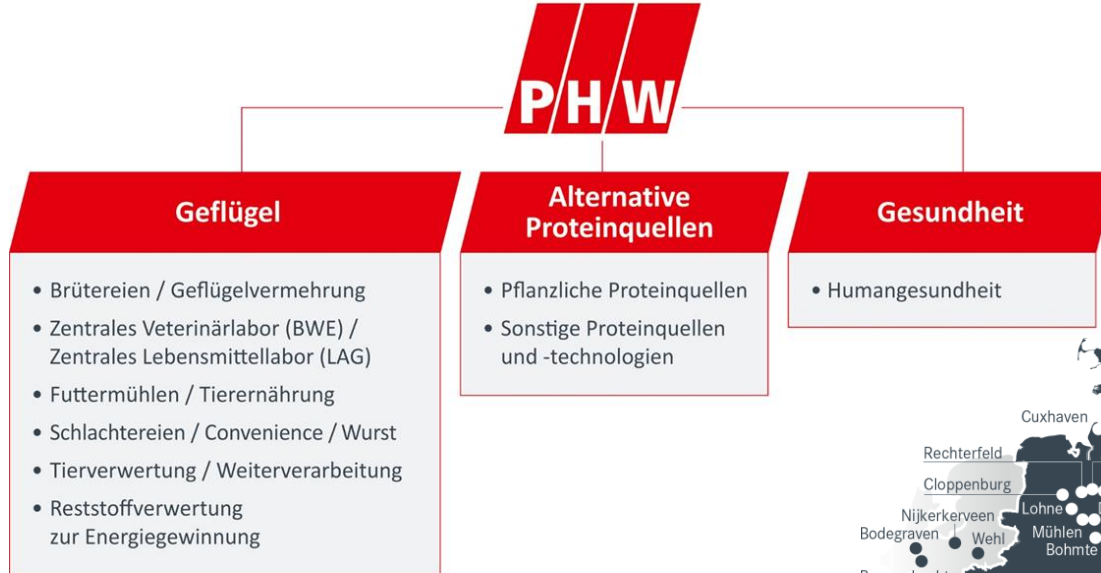 PHW
Geflügel
• Brütereien / Geflügelvermehrung
• Zentrales Veterinärlabor (BWE) /
Zentrales Lebensmittellabor (LAG)
• Futtermühlen / Tierernährung
• Schlachtereien / Convenience / Wurst
• Tierverwertung / Weiterverarbeitung
• Reststoffverwertung
zur Energiegewinnung
Alternative
Proteinquellen
• Pflanzliche Proteinquellen
• Sonstige Proteinquellen
und -technologien
Gesundheit
• Humangesundheit
Cuxhaven
Rechterfeld
Cloppenburg
Lohne
Nijkerkerveen
Mühlen
Bodegraven
Wehl
Bohmte